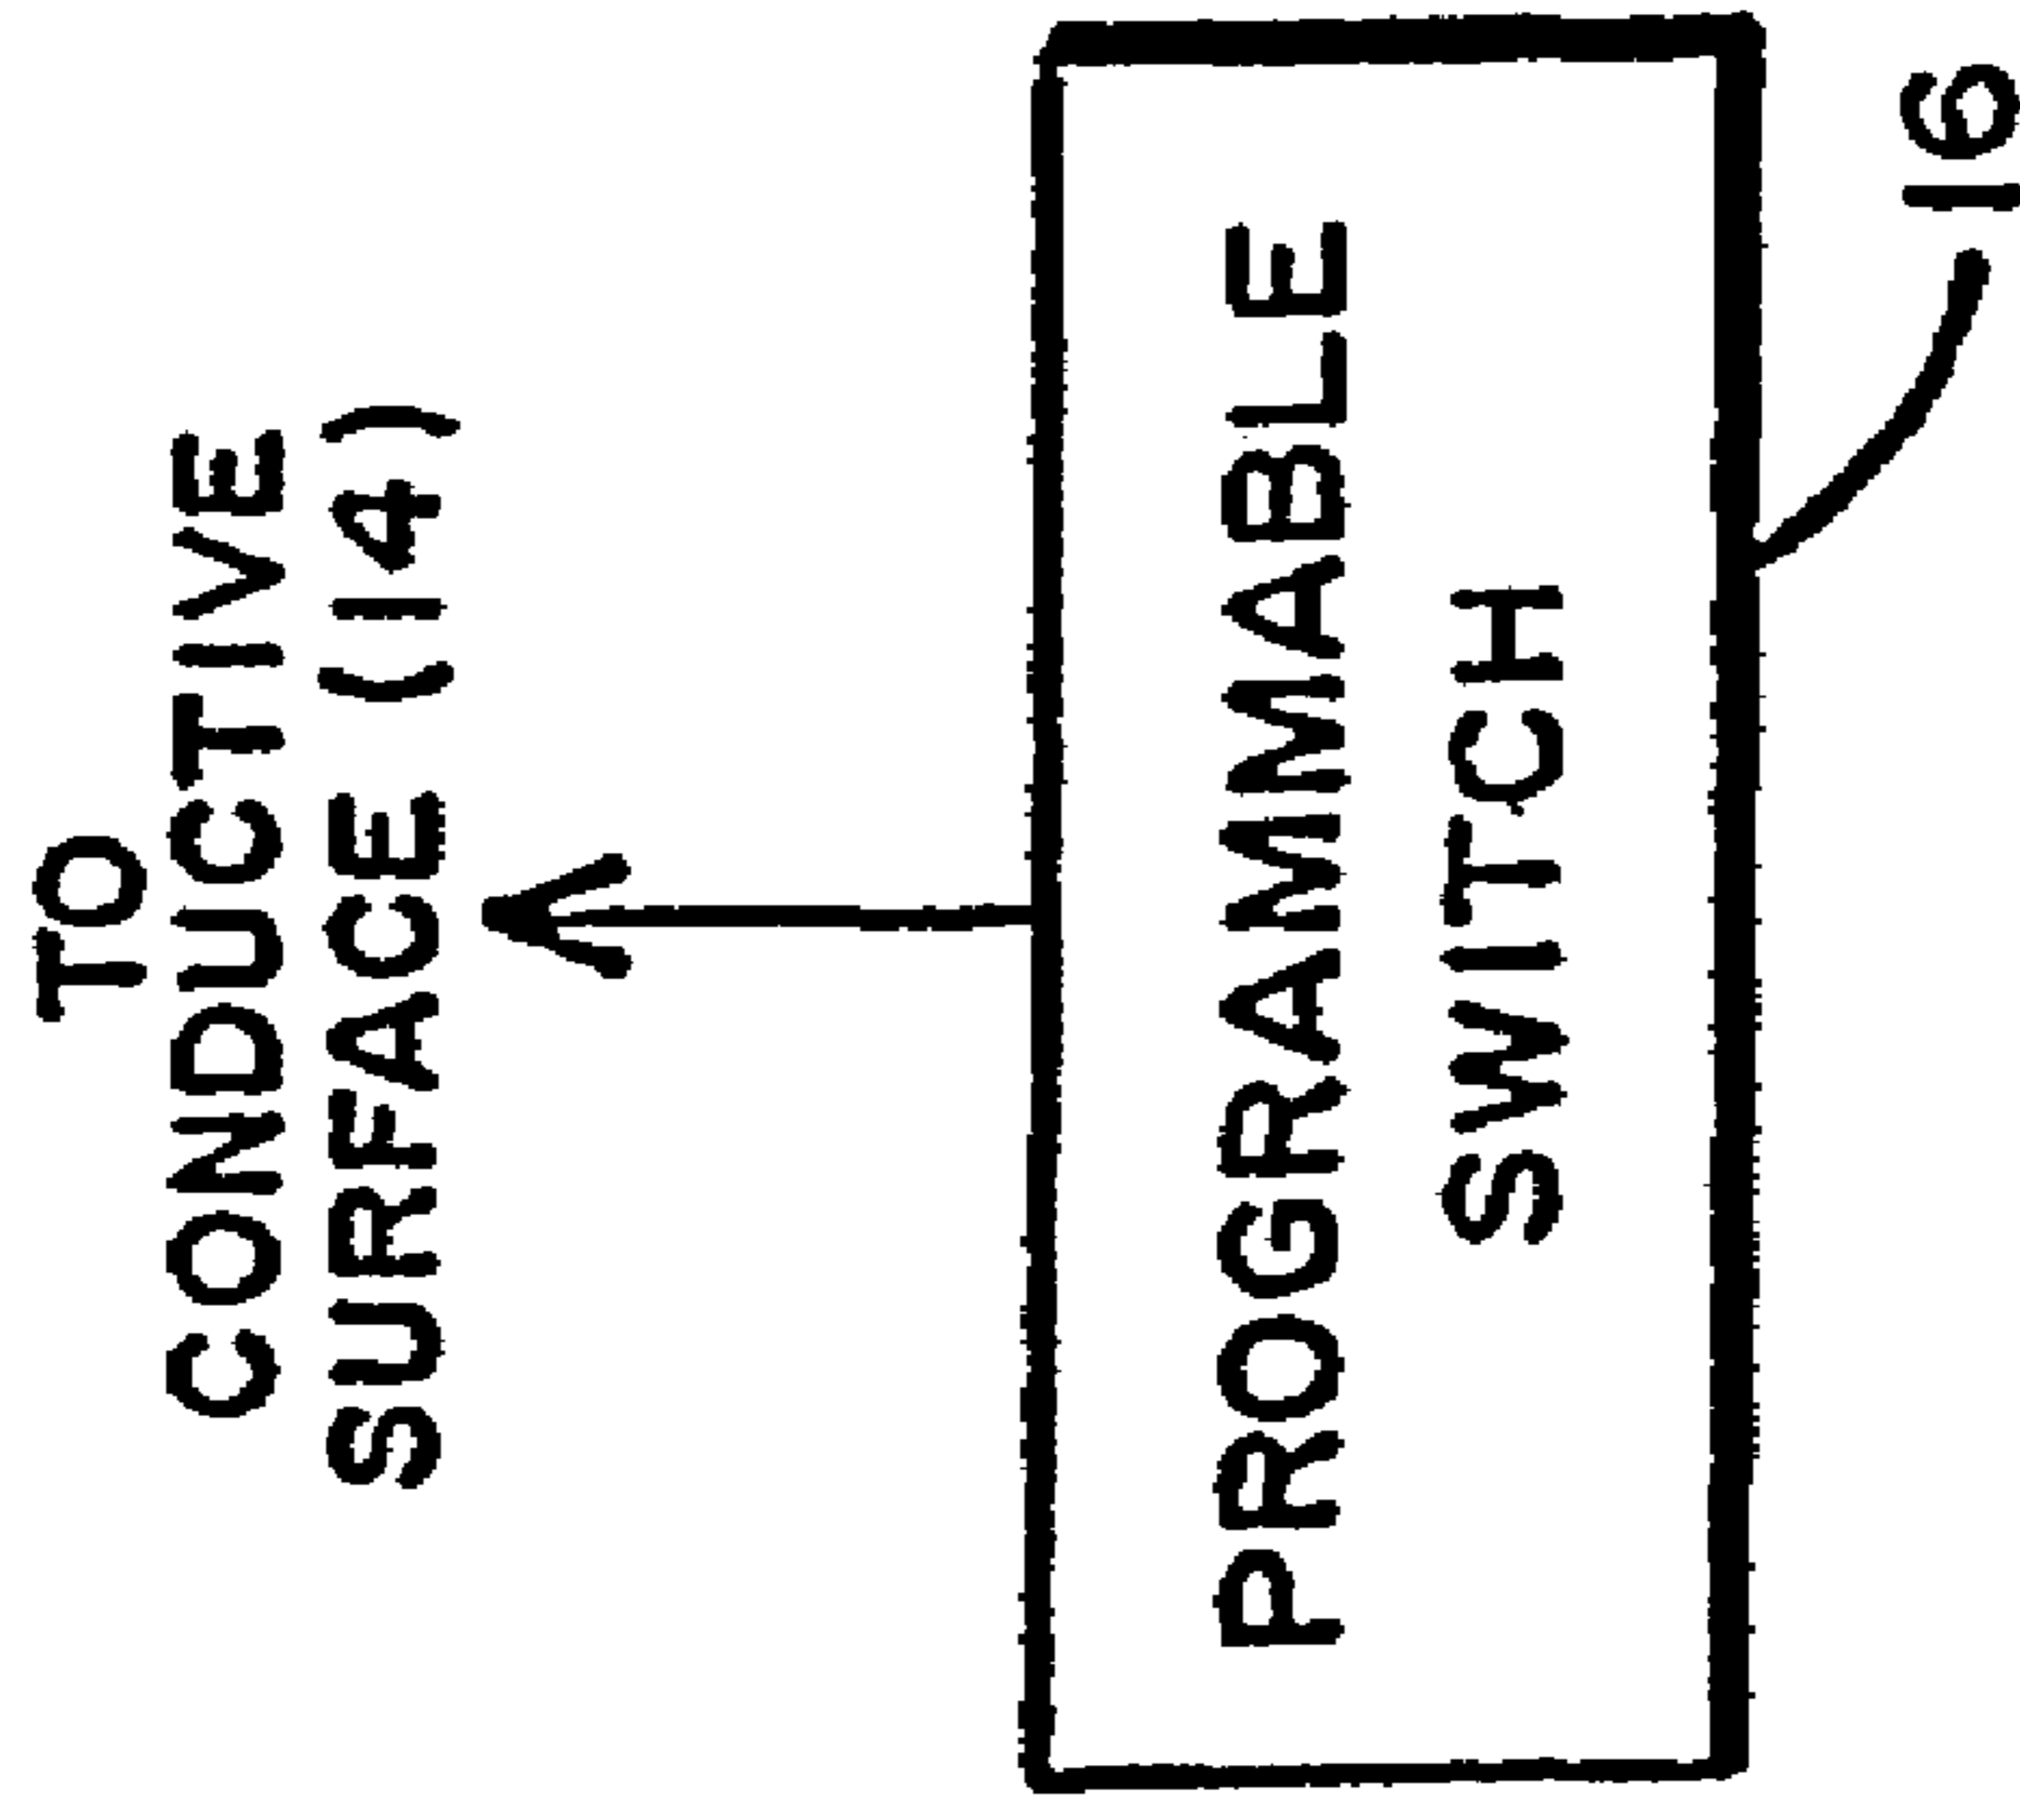 TO
CONDUCTIVE
SURFACE (14)
PROGRAMMABLE
SWITCH
16